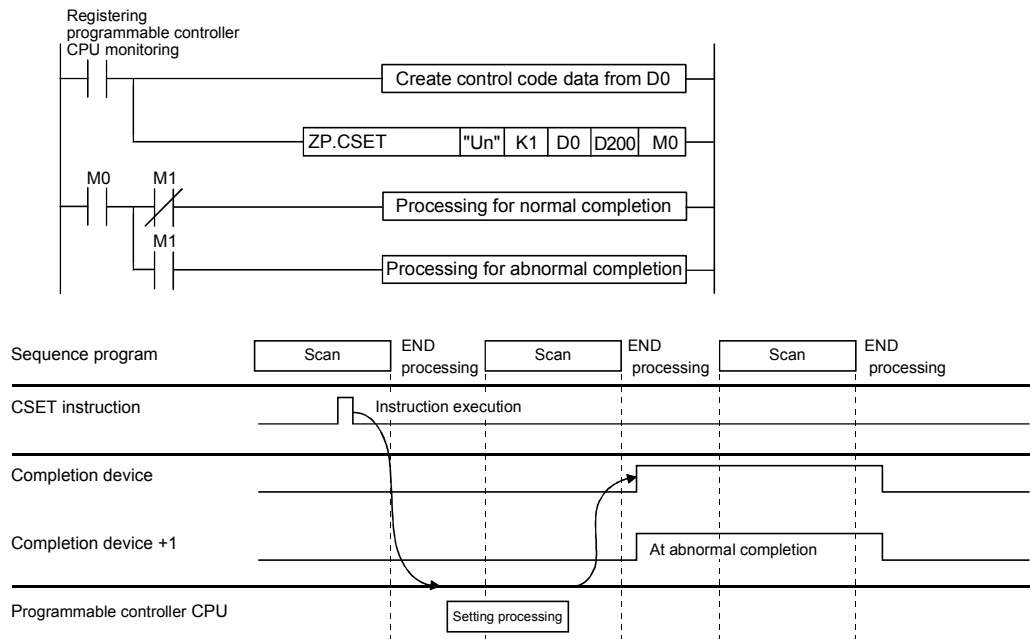 Registering
programmable controller
CPU monitoring
Create control code data from D0
ZP.CSET "Un" K1 D0 D200 M0
M0 M1
Processing for normal completion
M1
Processing for abnormal completion
Sequence program Scan END processing Scan END processing Scan END processing
CSET instruction Instruction execution
Completion device
Completion device +1 At abnormal completion
Programmable controller CPU Setting processing